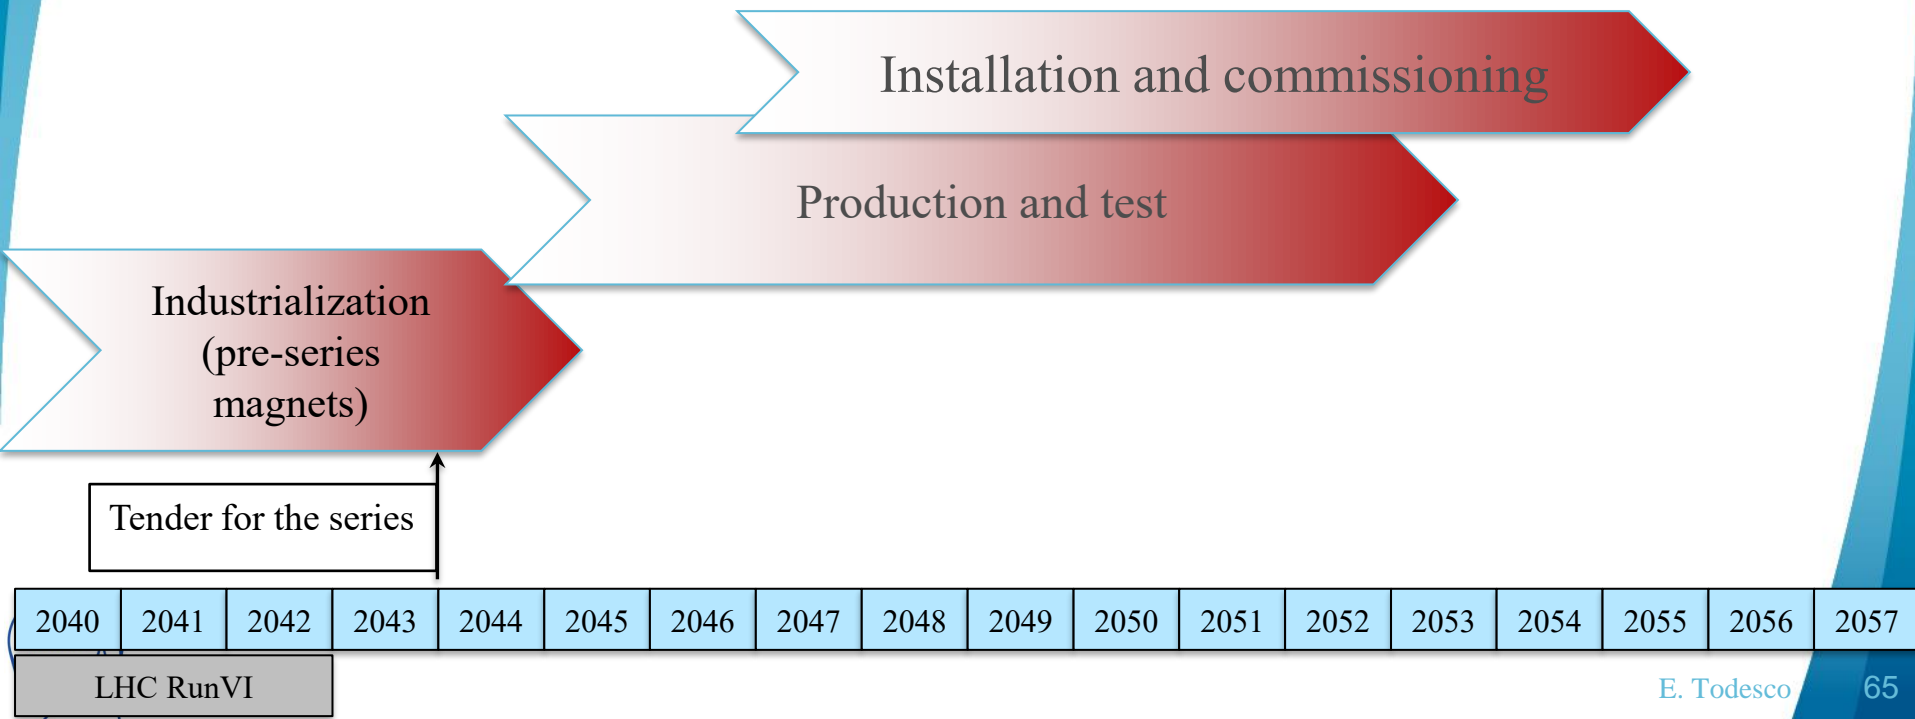 Installation and commissioning
Production and test
Industrialization
(pre-series
magnets)
Tender for the series
2040 2041 2042 2043 2044 2045 2046 2047 2048 2049 2050 2051 2052 2053 2054 2055 2056 2057
LHC RunVI
E. Todesco 65